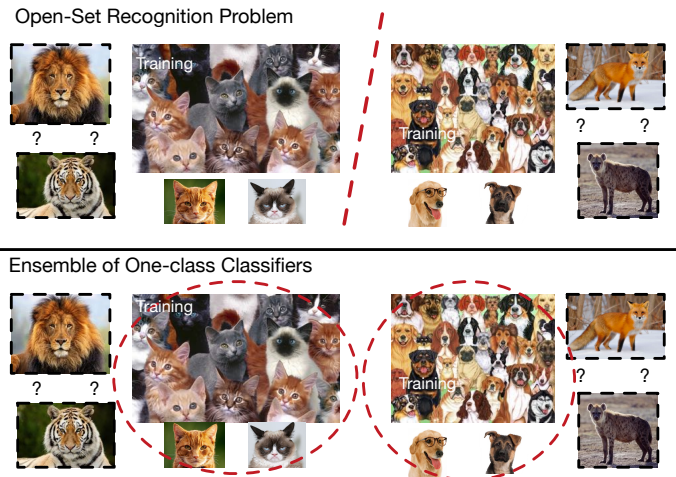 Open-Set Recognition Problem
Training
Training
? ?
? ?
Ensemble of One-class Classifiers
Training
Training
? ?
? ?